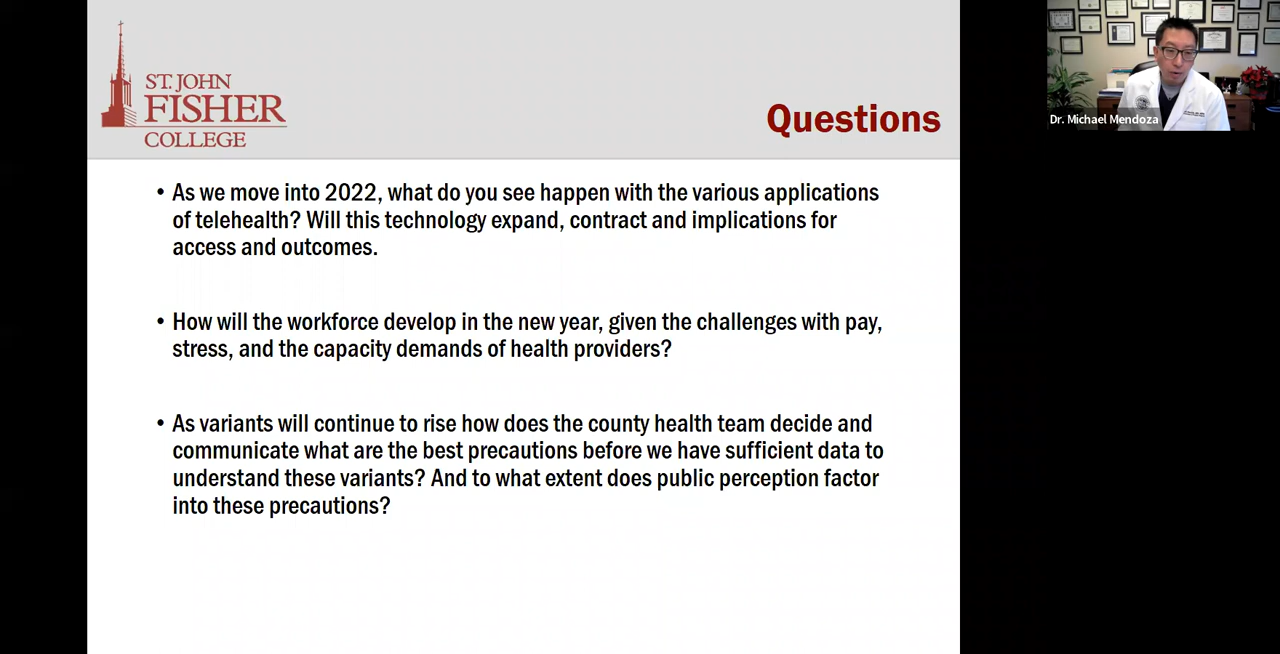 ST. JOHN
FISHER
COLLEGE
Questions
Dr. Michael Mendoza
• As we move into 2022, what do you see happen with the various applications
of telehealth? Will this technology expand, contract and implications for
access and outcomes.
• How will the workforce develop in the new year, given the challenges with pay,
stress, and the capacity demands of health providers?
• As variants will continue to rise how does the county health team decide and
communicate what are the best precautions before we have sufficient data to
understand these variants? And to what extent does public perception factor
into these precautions?